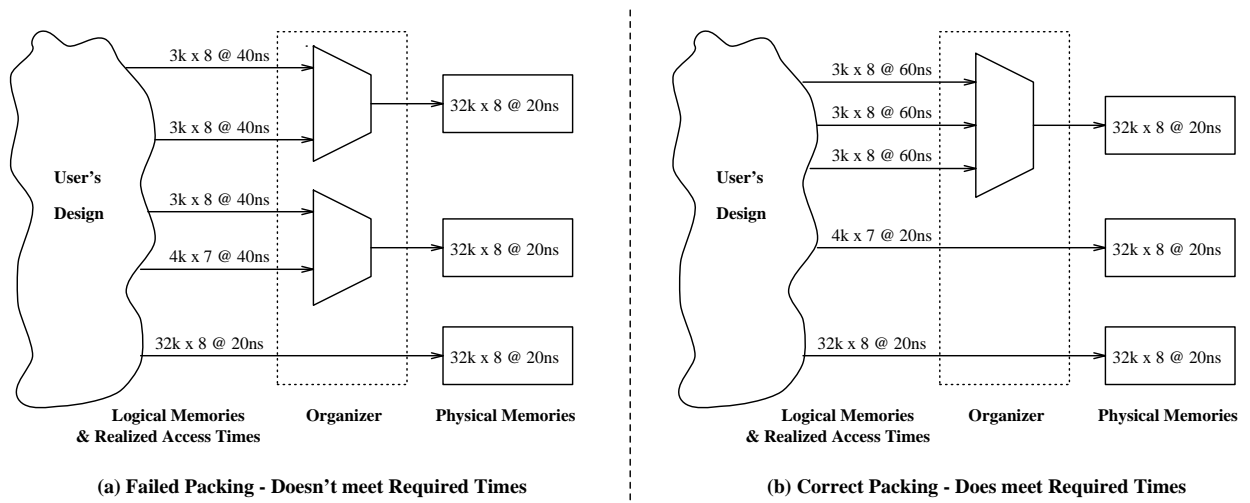 3k x 8 @ 40ns
3k x 8 @ 40ns
32k x 8 @ 20ns
User's
Design
3k x 8 @ 40ns
4k x 7 @ 40ns
32k x 8 @ 20ns
32k x 8 @ 20ns
32k x 8 @ 20ns
Logical Memories
& Realized Access Times
Organizer
Physical Memories
(a) Failed Packing - Doesn't meet Required Times
3k x 8 @ 60ns
3k x 8 @ 60ns
3k x 8 @ 60ns
32k x 8 @ 20ns
User's
Design
4k x 7 @ 20ns
32k x 8 @ 20ns
32k x 8 @ 20ns
32k x 8 @ 20ns
Logical Memories
& Realized Access Times
Organizer
Physical Memories
(b) Correct Packing - Does meet Required Times